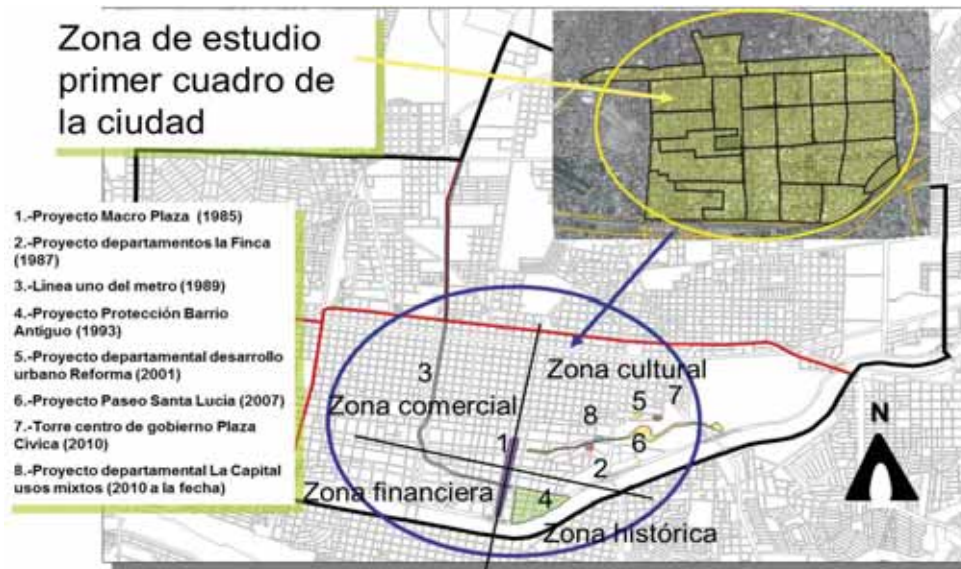 Zona de estudio
primer cuadro de
la ciudad
1.-Proyecto Macro Plaza (1985)
2.-Proyecto departamentos la Finca
(1987)
3.-Linea uno del metro (1989)
4.-Proyecto Protección Barrio
Antiguo (1993)
5.-Proyecto departamental desarrollo
urbano Reforma (2001)
6.-Proyecto Paseo Santa Lucia (2007)
7.-Torre centro de gobierno Plaza
Civica (2010)
8.-Proyecto departamental La Capital
usos mixtos (2010 a la fecha)
Zona cultural
3
5
7
Zona comercial
8
1
6
2
Zona financiera
4
Zona histórica
N